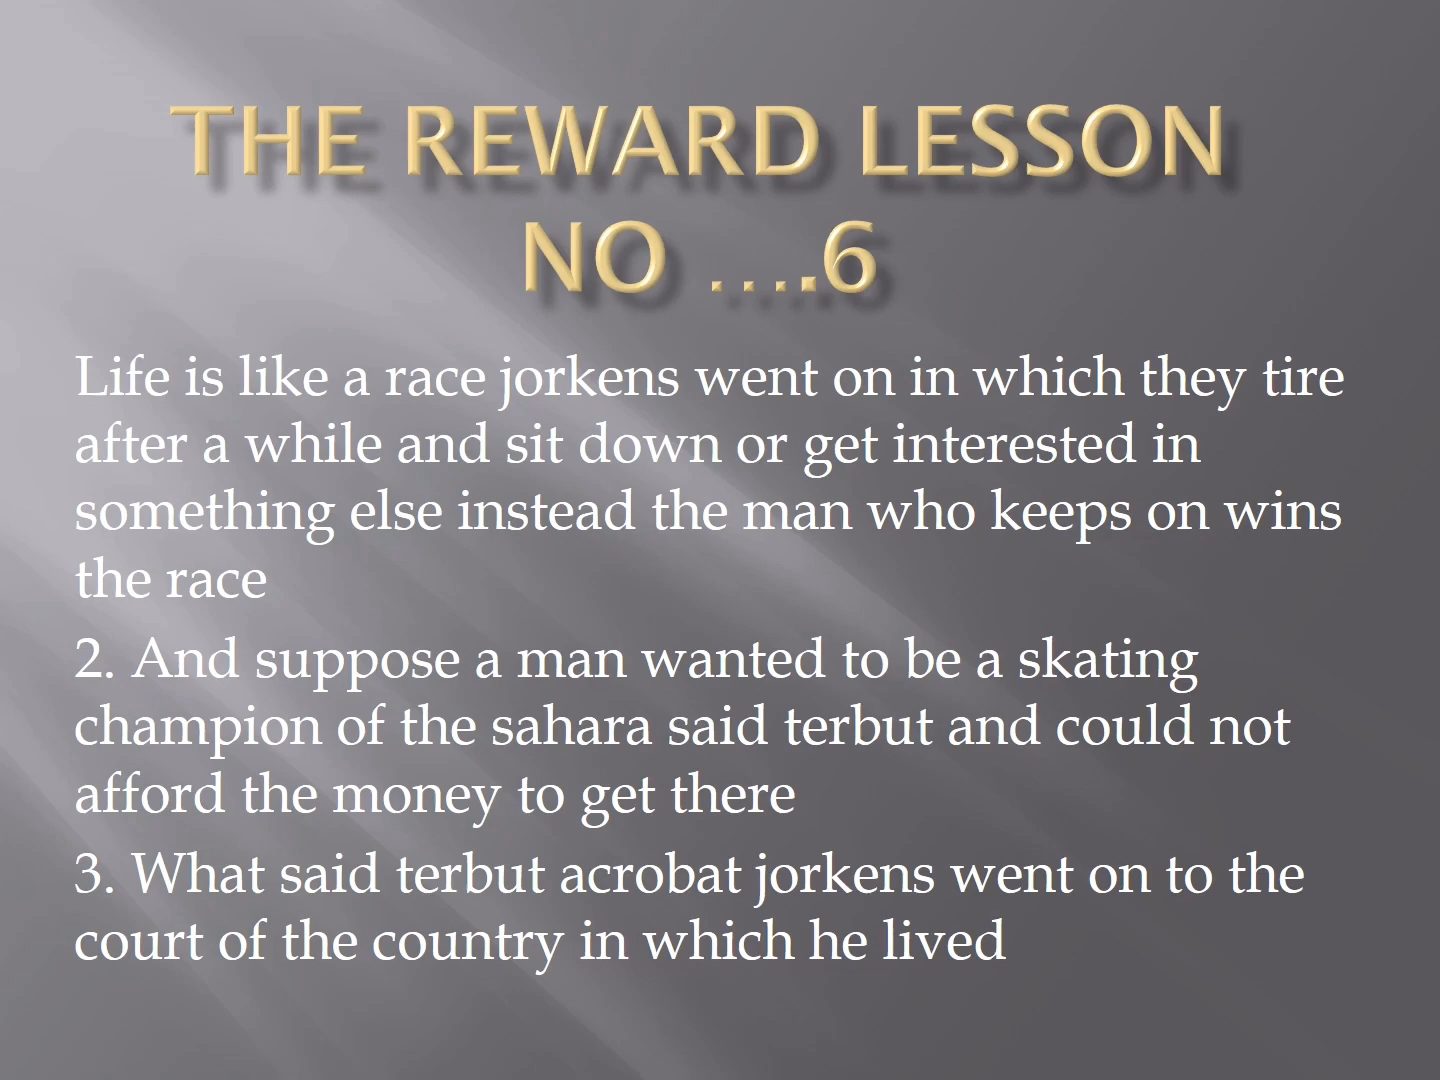 THE REWARD LESSON
NO ....6
Life is like a race jorkens went on in which they tire
after a while and sit down or get interested in
something else instead the man who keeps on wins
the race
2. And suppose a man wanted to be a skating
champion of the sahara said terbut and could not
afford the money to get there
3. What said terbut acrobat jorkens went on to the
court of the country in which he lived